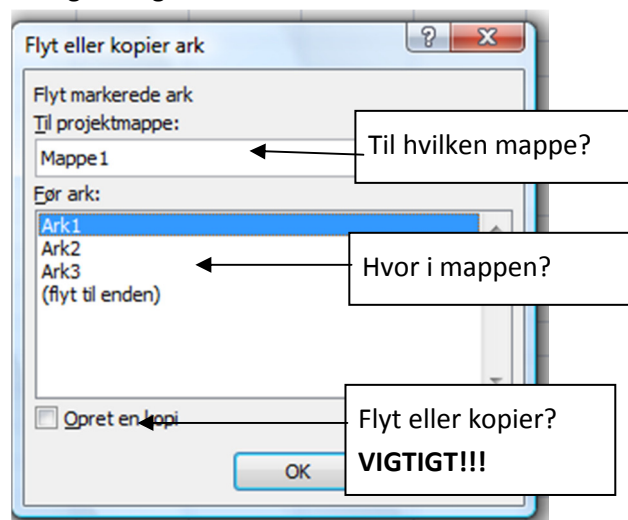 Flyt eller kopier ark
?
Flyt markerede ark
Til projektmappe:
Mappe1
Til hvilken mappe?
Før ark:
Ark1
Ark2
Ark3
(flyt til enden)
Hvor i mappen?
Opret en kopi
Flyt eller kopier?
VIGTIGT!!!
OK